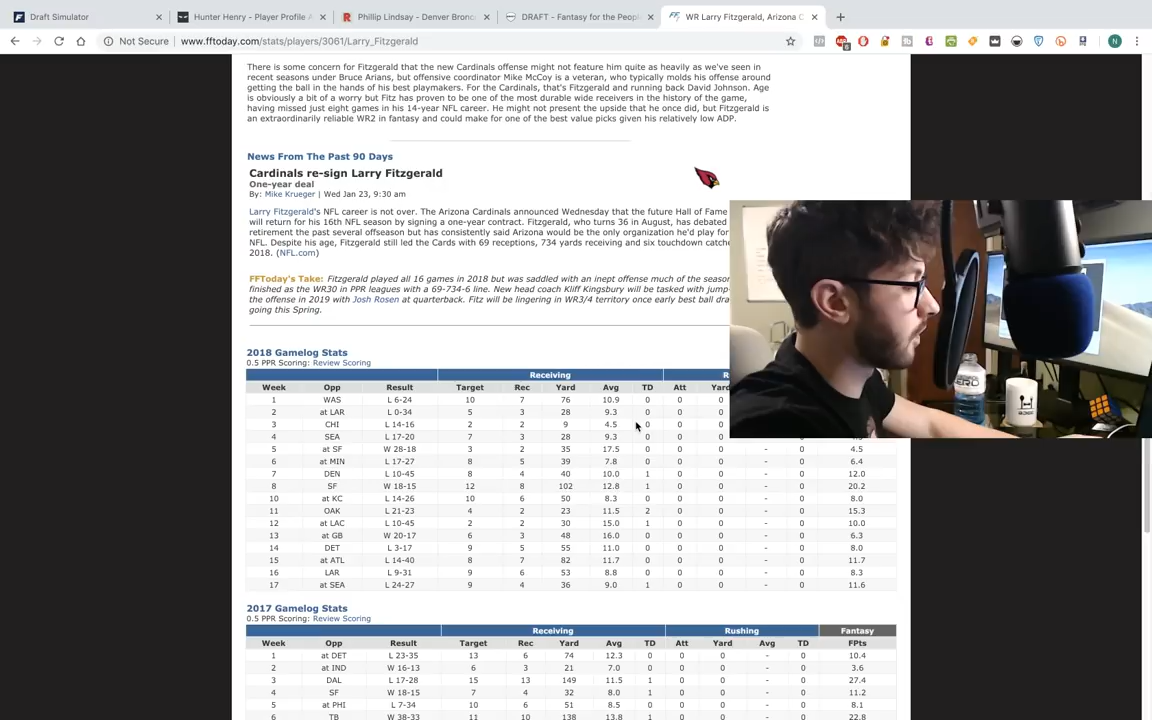 Draft Simulator
Hunter Henry - Player Profile A
Phillip Lindsay - Denver Bronc
DRAFT - Fantasy for the Peopl
WR Larry Fitzgerald, Arizona C
Not Secure | www.fftoday.com/stats/players/3061/Larry_Fitzgerald
There is some concern for Fitzgerald that the new Cardinals offense might not feature him quite as heavily as we've seen in
recent seasons under Bruce Arians, but offensive coordinator Mike McCoy is a veteran, who typically molds his offense around
getting the ball in the hands of his best playmakers. For the Cardinals, that's Fitzgerald and running back David Johnson. Age
is obviously a bit of a worry but Fitz has proven to be one of the most durable wide receivers in the history of the game,
having missed just eight games in his 14-year NFL career. He might not present the upside that he once did, but Fitzgerald is
an extraordinarily reliable WR2 in fantasy and could make for one of the best value picks given his relatively low ADP.
News From The Past 90 Days
Cardinals re-sign Larry Fitzgerald
One-year deal
By: Mike Krueger | Wed Jan 23, 9:30 am
Larry Fitzgerald's NFL career is not over. The Arizona Cardinals announced Wednesday that the future Hall of Fame
will return for his 16th NFL season by signing a one-year contract. Fitzgerald, who turns 36 in August, has debated
retirement the past several offseason but has consistently said Arizona would be the only organization he'd play for
NFL. Despite his age, Fitzgerald still led the Cards with 69 receptions, 734 yards receiving and six touchdown catche
2018. (NFL.com)
FFToday's Take: Fitzgerald played all 16 games in 2018 but was saddled with an inept offense much of the seasor
finished as the WR30 in PPR leagues with a 69-734-6 line. New head coach Kliff Kingsbury will be tasked with jump-
the offense in 2019 with Josh Rosen at quarterback. Fitz will be lingering in WR3/4 territory once early best ball dra
going this Spring.
2018 Gamelog Stats
0.5 PPR Scoring: Review Scoring
Receiving R
Week Opp Result Target Rec Yard Avg TD Att Yard
1 WAS L 6-24 10 7 76 10.9 0 0 0
2 at LAR L 0-34 5 3 28 9.3 0 0 0
3 CHI L 14-16 2 2 9 4.5 0 0 0
4 SEA L 17-20 7 3 28 9.3 0 0 0
5 at SF W 28-18 3 2 35 17.5 0 0 0 - 0 4.5
6 at MIN L 17-27 8 5 39 7.8 0 0 0 - 0 6.4
7 DEN L 10-45 8 4 40 10.0 1 0 0 - 0 12.0
8 SF W 18-15 12 8 102 12.8 1 0 0 - 0 20.2
10 at KC L 14-26 10 6 50 8.3 0 0 0 - 0 8.0
11 OAK L 21-23 4 2 23 11.5 2 0 0 - 0 15.3
12 at LAC L 10-45 2 2 30 15.0 1 0 0 - 0 10.0
13 at GB W 20-17 6 3 48 16.0 0 0 0 - 0 6.3
14 DET L 3-17 9 5 55 11.0 0 0 0 - 0 8.0
15 at ATL L 14-40 8 7 82 11.7 0 0 0 - 0 11.7
16 LAR L 9-31 9 6 53 8.8 0 0 0 - 0 8.3
17 at SEA L 24-27 9 4 36 9.0 1 0 0 - 0 11.6
2017 Gamelog Stats
0.5 PPR Scoring: Review Scoring
Receiving Rushing Fantasy
Week Opp Result Target Rec Yard Avg TD Att Yard Avg TD FPts
1 at DET L 23-35 13 6 74 12.3 0 0 0 - 0 10.4
2 at IND W 16-13 6 3 21 7.0 0 0 0 - 0 3.6
3 DAL L 17-28 15 13 149 11.5 1 0 0 - 0 27.4
4 SF W 18-15 7 4 32 8.0 1 0 0 - 0 11.2
5 at PHI L 7-34 10 6 51 8.5 0 0 0 - 0 8.1
6 TB W 38-33 11 10 138 13.8 1 0 0 - 0 22.8